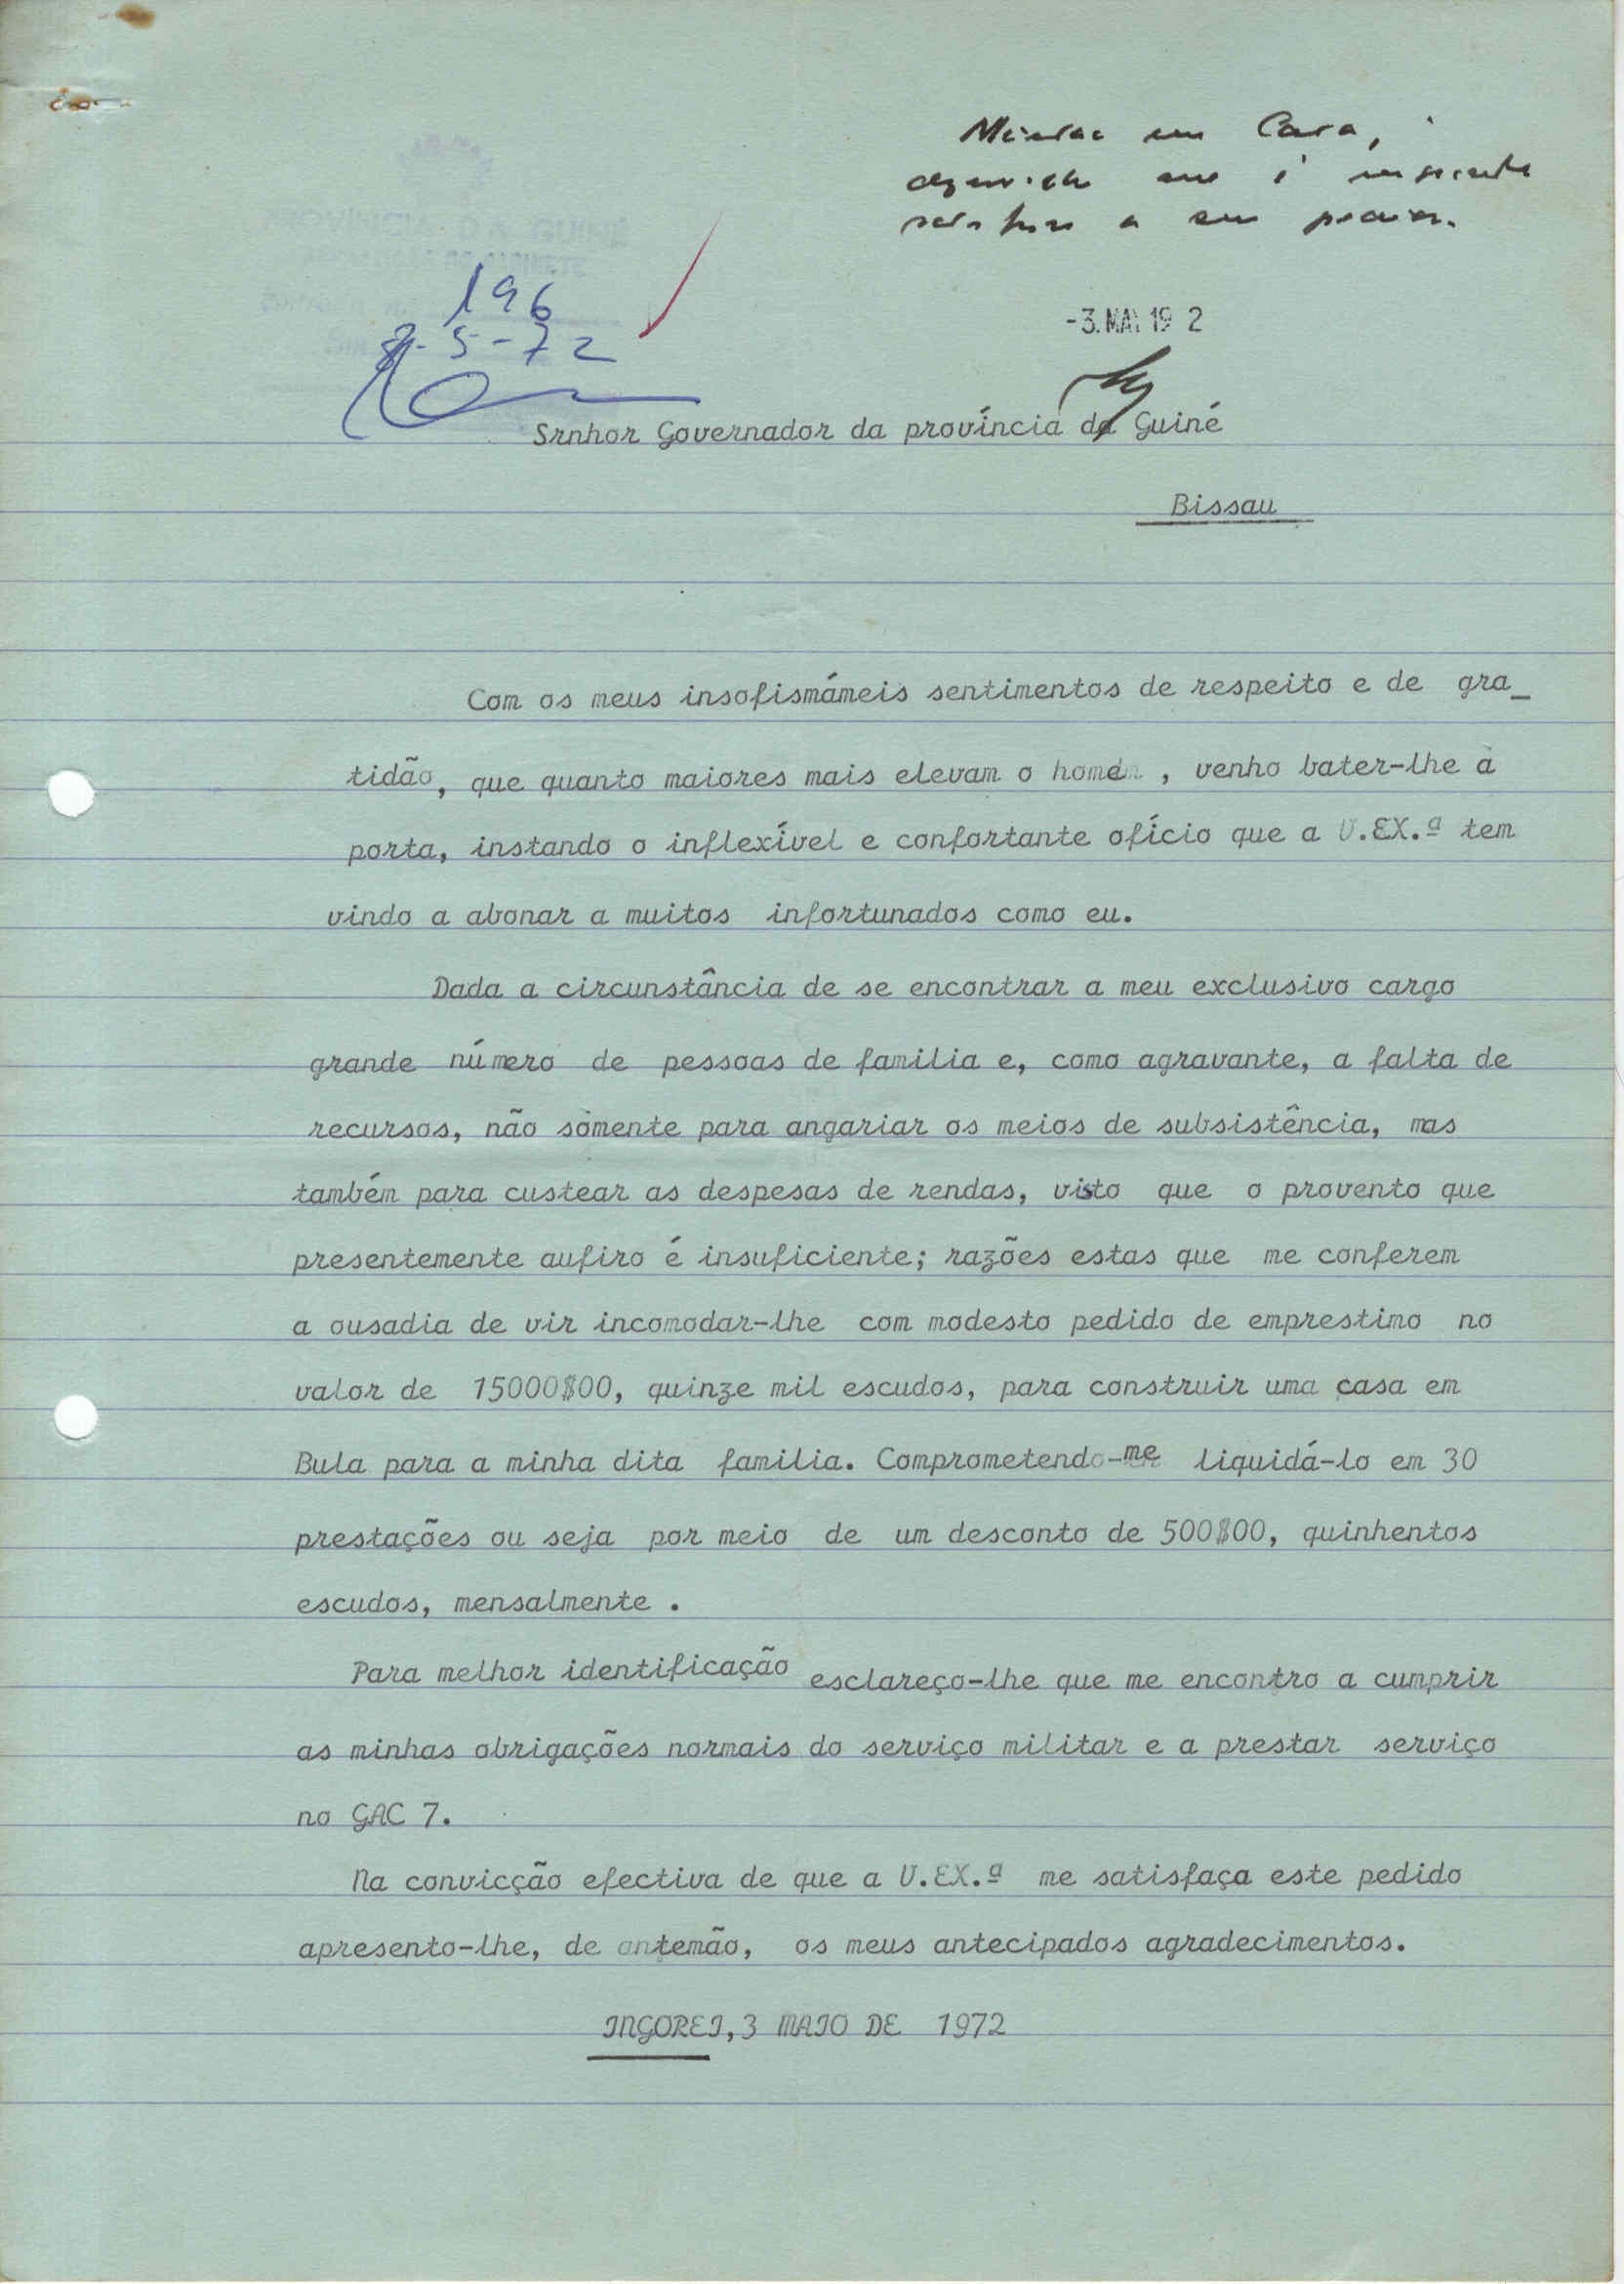 a sua
196
-5-72
-3.MAI 19 2
Srnhor Governador da província da Guiné
Bissau
Com os meus insofismámeis sentimentos de respeito e de gra_
tidão, que quanto maiores mais elevam o homem , venho bater-lhe à
porta, instando o inflexível e confortante ofício que a V.EX.ª tem
vindo a abonar a muitos infortunados como eu.
Dada a circunstância de se encontrar a meu exclusivo cargo
grande número de pessoas de familia e, como agravante, a falta de
recursos, não sòmente para angariar os meios de subsistência, mas
também para custear as despesas de rendas, visto que o provento que
presentemente aufiro é insuficiente; razões estas que me conferem
a ousadia de vir incomodar-lhe com modesto pedido de emprestimo no
valor de 15000$00, quinze mil escudos, para construir uma casa em
Bula para a minha dita familia. Comprometendo-me liquidá-lo em 30
prestações ou seja por meio de um desconto de 500$00, quinhentos
escudos, mensalmente .
Para melhor identificação esclareço-lhe que me encontro a cumprir
as minhas obrigações normais do serviço militar e a prestar serviço
no GAC 7.
Na convicção efectiva de que a V.EX.ª me satisfaça este pedido
apresento-lhe, de antemão, os meus antecipados agradecimentos.
INGOREI, 3 MAIO DE 1972